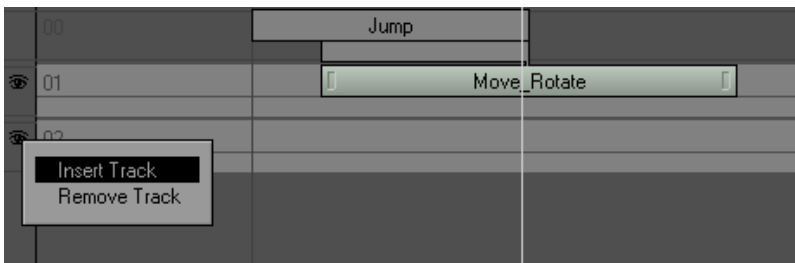 00 Jump
01 Move_Rotate
02
Insert Track
Remove Track